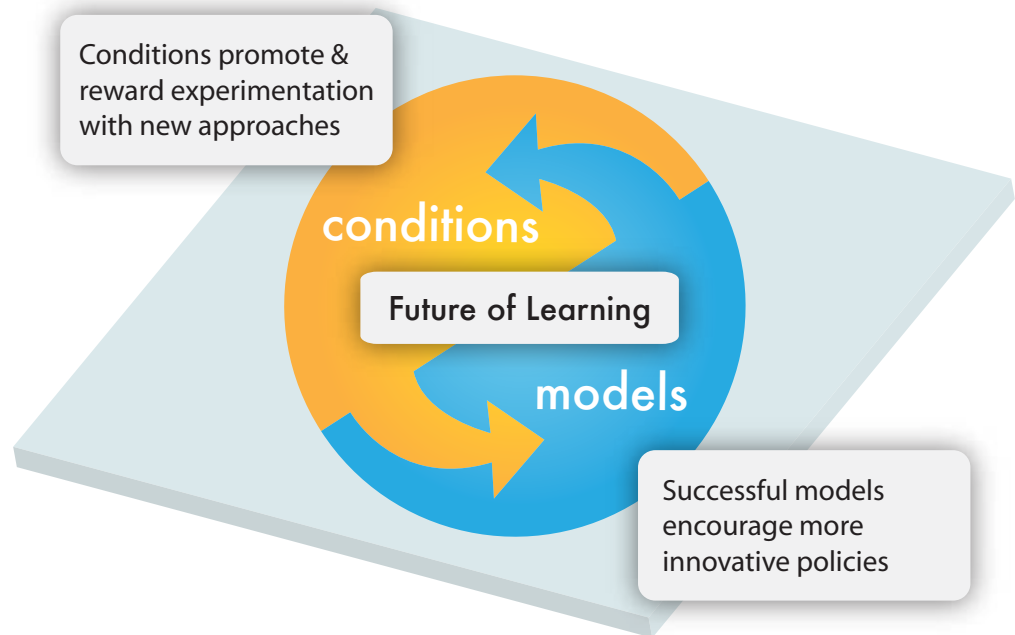 Conditions promote &
reward experimentation
with new approaches
conditions
Future of Learning
models
Successful models
encourage more
innovative policies